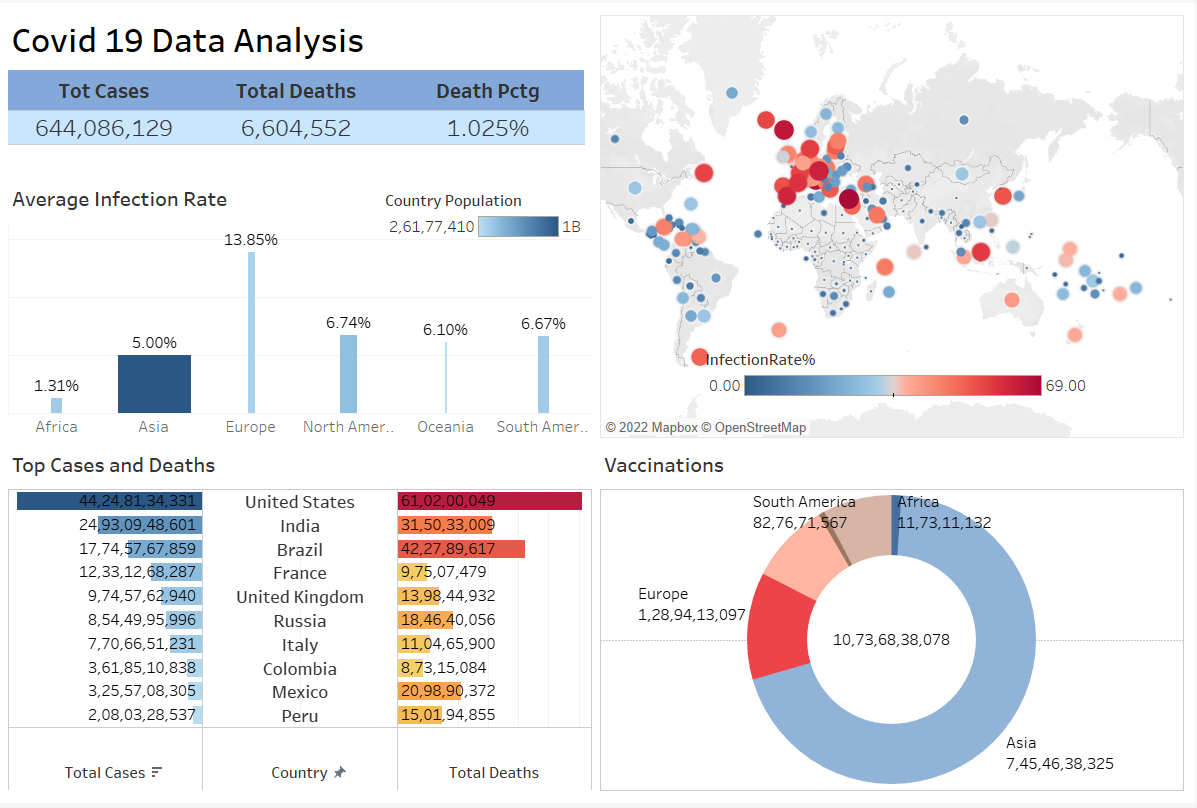 Covid 19 Data Analysis
Tot Cases Total Deaths Death Pctg
644,086,129 6,604,552 1.025%
Average Infection Rate
Country Population
2,61,77,410 1B
13.85%
6.74%
6.10%
6.67%
5.00%
1.31%
Africa Asia Europe North Amer.. Oceania South Amer..
InfectionRate%
0.00 69.00
© 2022 Mapbox © OpenStreetMap
Top Cases and Deaths
44,24,81,34,331 United States 61,02,00,049
24,93,09,48,601 India 31,50,33,009
17,74,57,67,859 Brazil 42,27,89,617
12,33,12,68,287 France 9,75,07,479
9,74,57,62,940 United Kingdom 13,98,44,932
8,54,49,95,996 Russia 18,46,40,056
7,70,66,51,231 Italy 11,04,65,900
3,61,85,10,838 Colombia 8,73,15,084
3,25,57,08,305 Mexico 20,98,90,372
2,08,03,28,537 Peru 15,01,94,855
Total Cases Country Total Deaths
Vaccinations
South America
82,76,71,567
Africa
11,73,11,132
Europe
1,28,94,13,097
10,73,68,38,078
Asia
7,45,46,38,325